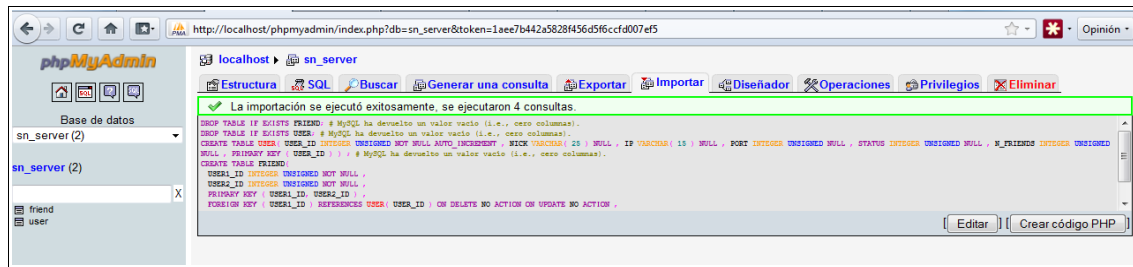 http://localhost/phpmyadmin/index.php?db=sn_server&token=1aee7b442a5828f456d5f6ccfd007ef5
Opinión
phpMyAdmin
localhost ▸ sn_server
SQL
Estructura SQL Buscar Generar una consulta Exportar Importar Diseñador Operaciones Privilegios Eliminar
La importación se ejecutó exitosamente, se ejecutaron 4 consultas.
Base de datos
sn_server (2)
sn_server (2)
X
friend
user
DROP TABLE IF EXISTS FRIEND; # MySQL ha devuelto un valor vacío (i.e., cero columnas).
DROP TABLE IF EXISTS USER; # MySQL ha devuelto un valor vacío (i.e., cero columnas).
CREATE TABLE USER( USER_ID INTEGER UNSIGNED NOT NULL AUTO_INCREMENT , NICK VARCHAR( 25 ) NULL , IP VARCHAR( 15 ) NULL , PORT INTEGER UNSIGNED NULL , STATUS INTEGER UNSIGNED NULL , N_FRIENDS INTEGER UNSIGNED
NULL , PRIMARY KEY ( USER_ID ) ) ; # MySQL ha devuelto un valor vacío (i.e., cero columnas).
CREATE TABLE FRIEND(
USER1_ID INTEGER UNSIGNED NOT NULL ,
USER2_ID INTEGER UNSIGNED NOT NULL ,
PRIMARY KEY ( USER1_ID, USER2_ID ) ,
FOREIGN KEY ( USER1_ID ) REFERENCES USER( USER_ID ) ON DELETE NO ACTION ON UPDATE NO ACTION ,
[ Editar ] [ Crear código PHP ]